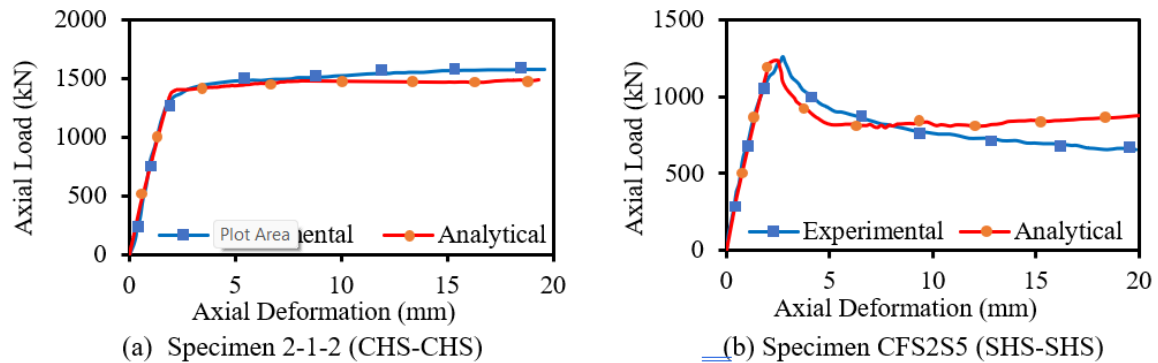 2000
1500
1000
500
0
Axial Load (kN)
Plot Area mental Analytical
0 5 10 15 20
Axial Deformation (mm)
(a) Specimen 2-1-2 (CHS-CHS)
1500
1000
500
0
Axial Load (kN)
Experimental Analytical
0 5 10 15 20
Axial Deformation (mm)
(b) Specimen CFS2S5 (SHS-SHS)